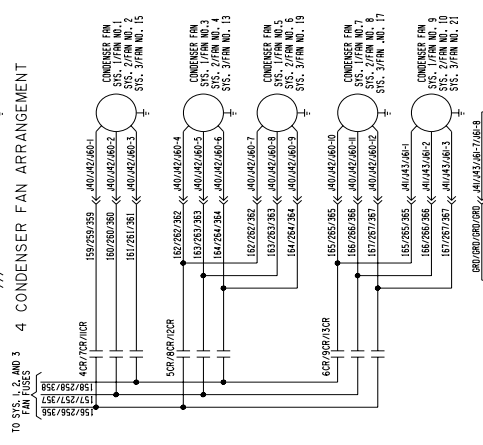 4 CONDENSER FAN ARRANGEMENT
CONDENSER FAN
SYS. 1/FAN NO.1
SYS. 2/FAN NO. 2
SYS. 3/FAN NO. 15
CONDENSER FAN
SYS. 1/FAN NO.3
SYS. 2/FAN NO. 4
SYS. 3/FAN NO. 13
CONDENSER FAN
SYS. 1/FAN NO.5
SYS. 2/FAN NO. 6
SYS. 3/FAN NO. 19
CONDENSER FAN
SYS. 1/FAN NO.7
SYS. 2/FAN NO. 8
SYS. 3/FAN .NO. 17
CONDENSER FAN
SYS. 1/FAN NO. 9
SYS. 2/FAN NO. 10
SYS. 3/FAN NO. 21
J40/J42/J60-1
J40/J42/J60-2
J40/J42/J60-3
J40/J42/J60-4
J40/J42/J60-5
J40/J42/J60-6
J40/J42/J60-7
J40/J42/J60-8
J40/J42/J60-9
J40/J42/J60-10
J40/J42/J60-11
J40/J42/J60-12
J41/J43/J61-1
J41/J43/J61-2
J41/J43/J61-3
GRD/GRD/GRD/GRD J41/J43/J61-7/J61-8
159/259/359
160/260/360
161/261/361
162/262/362
163/263/363
164/264/364
162/262/362
163/263/363
164/264/364
165/265/365
166/266/366
167/267/367
165/265/365
166/266/366
167/267/367
4CR/7CR/11CR
5CR/8CR/12CR
6CR/9CR/13CR
TO SYS. 1, 2, AND 3
FAN FUSES
158/258/358
157/257/357
156/256/356